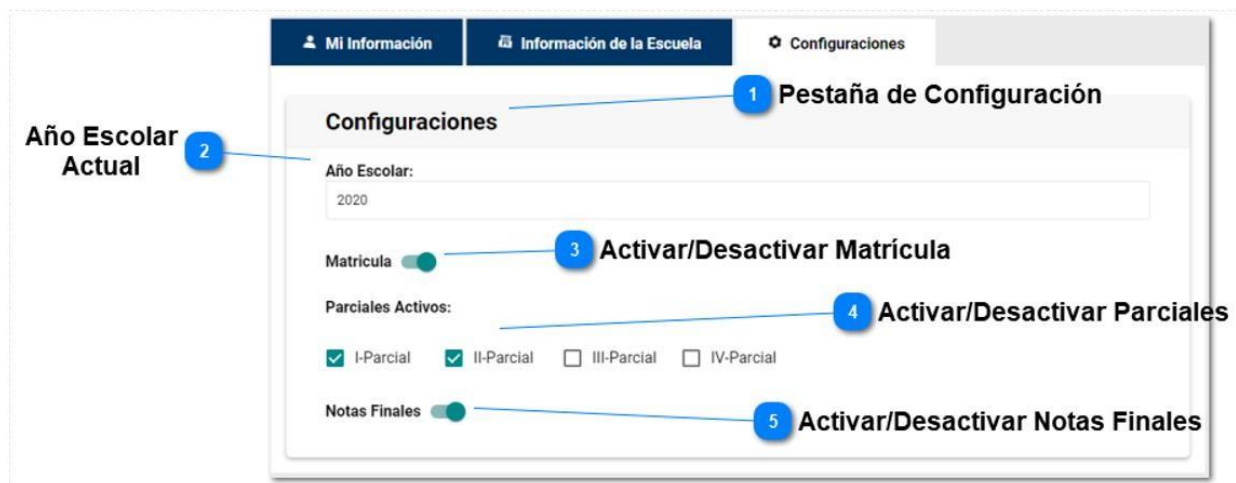 Mi Información
Información de la Escuela
Configuraciones
1 Pestaña de Configuración
Configuraciones
Año Escolar
Actual
2
Año Escolar:
2020
3 Activar/Desactivar Matrícula
Matricula
Parciales Activos:
4 Activar/Desactivar Parciales
I-Parcial
II-Parcial
III-Parcial
IV-Parcial
Notas Finales
5 Activar/Desactivar Notas Finales